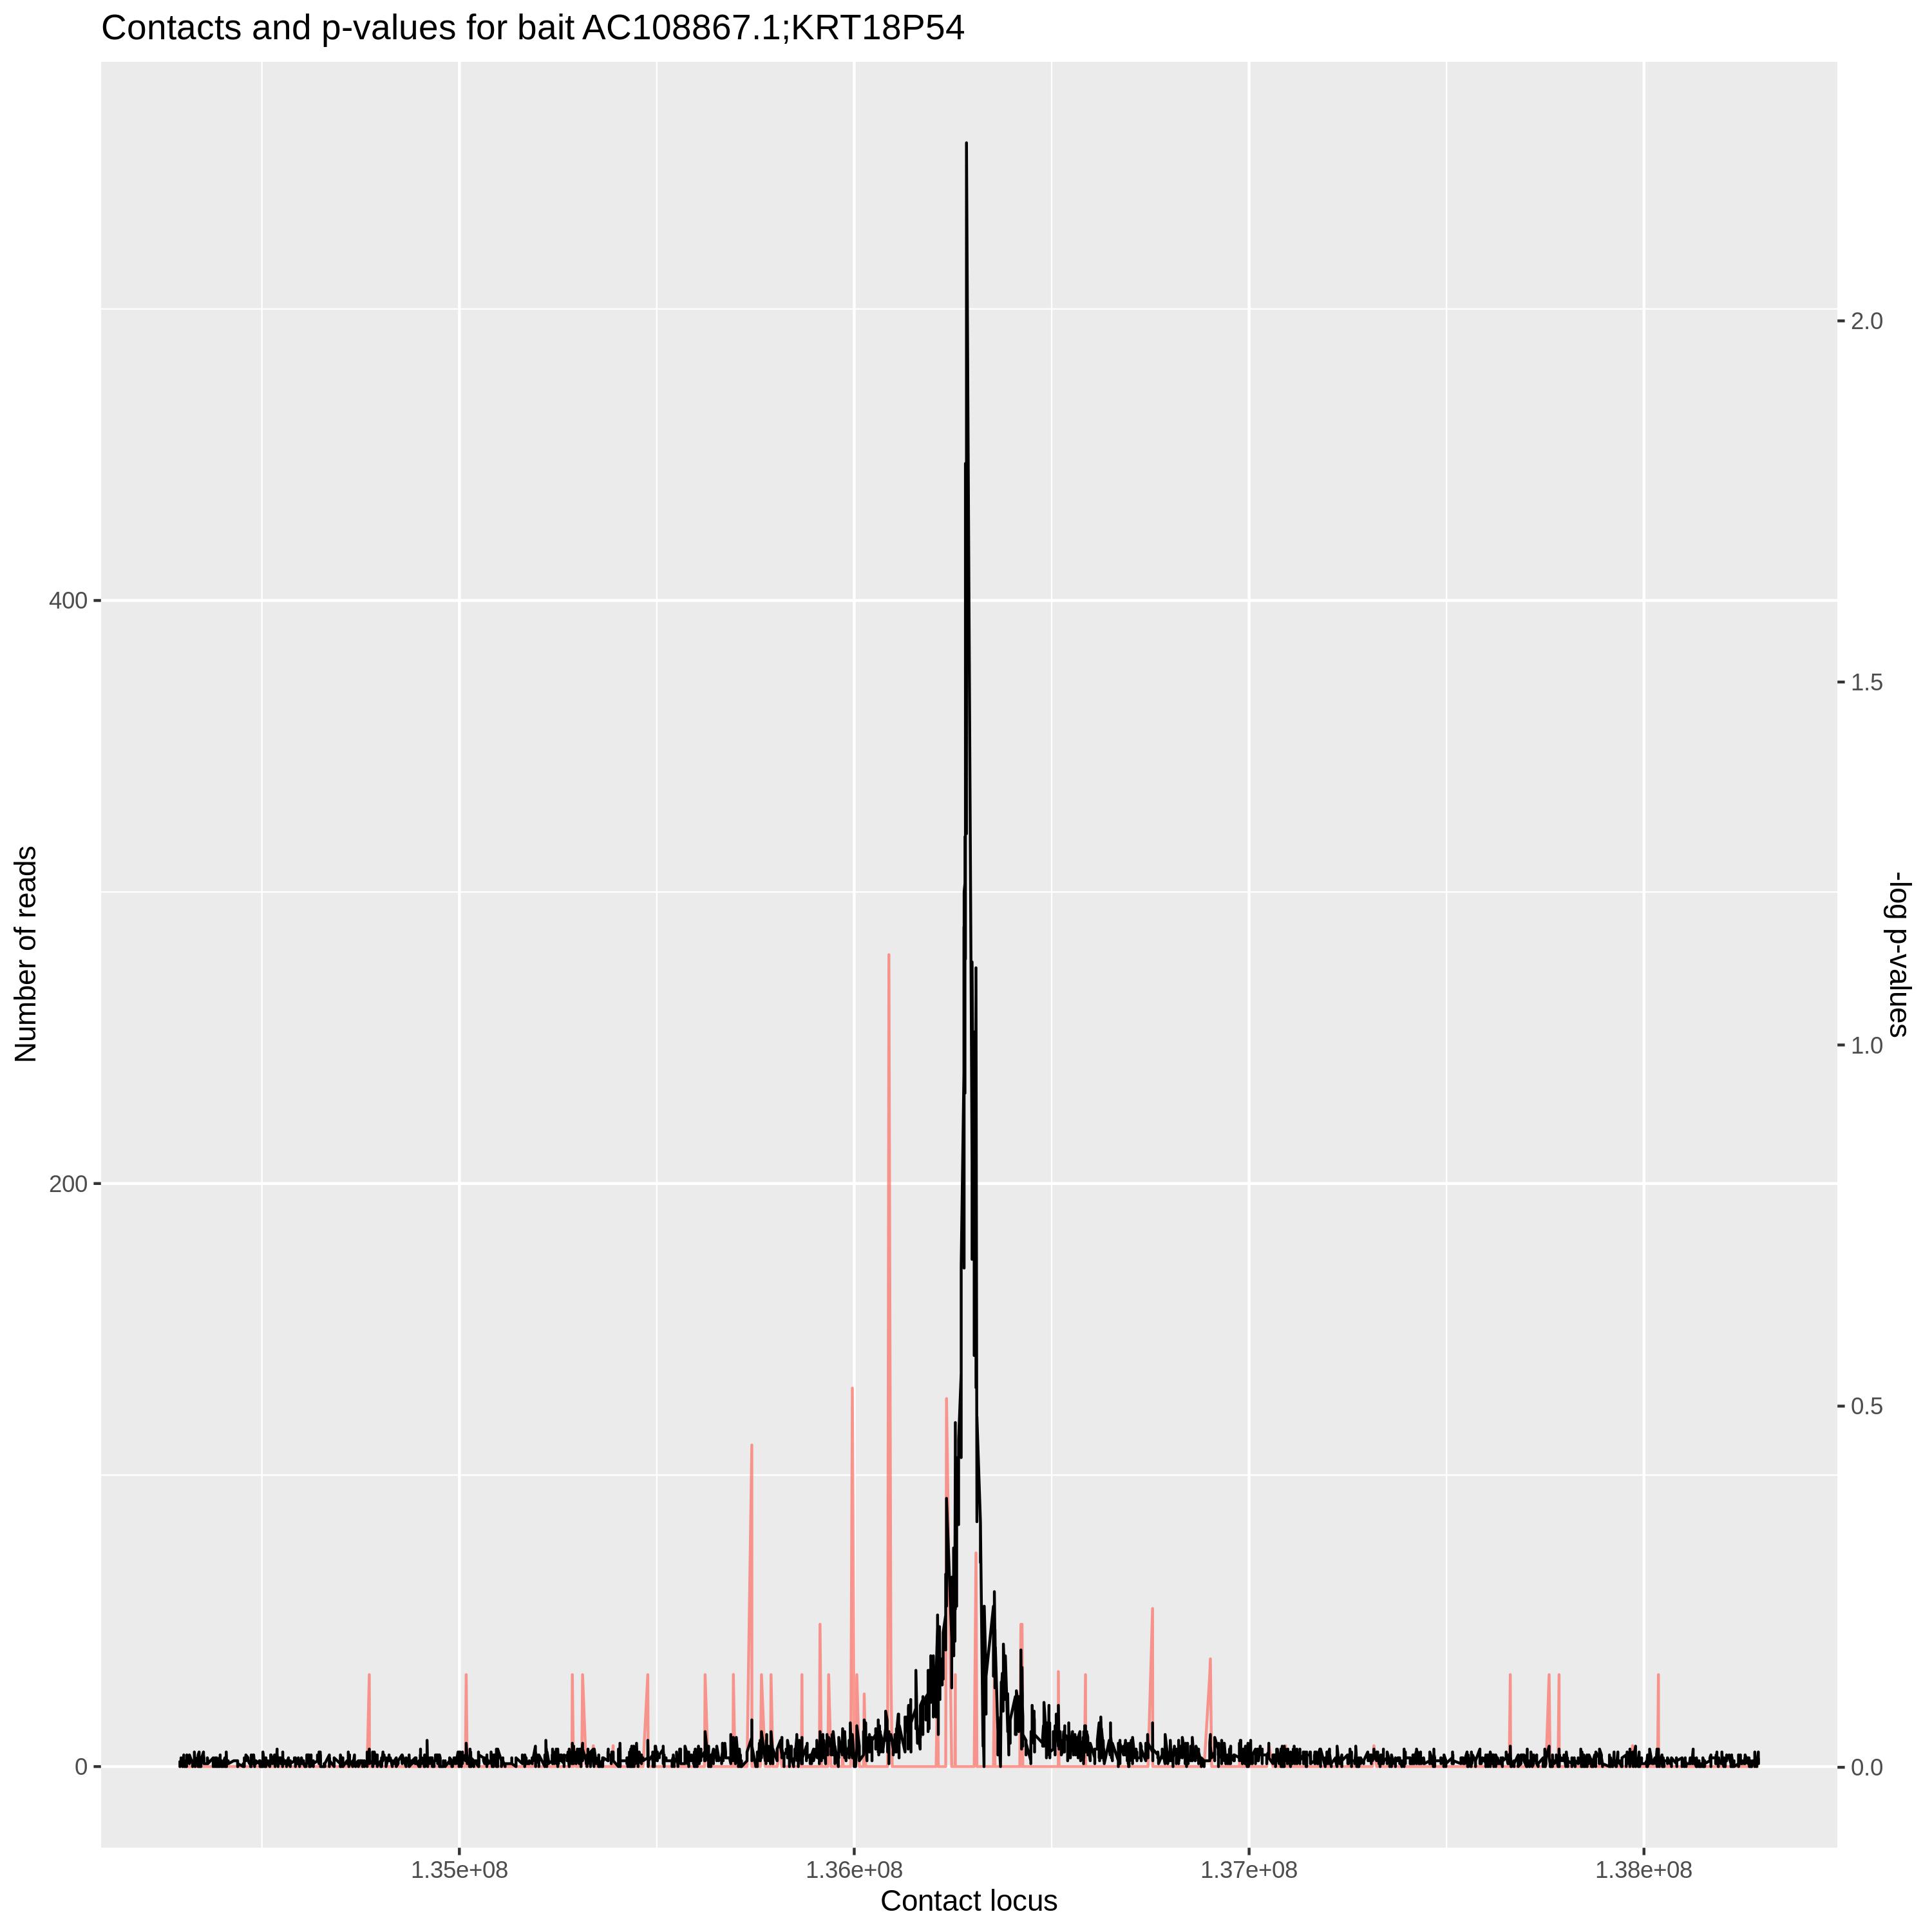 Contacts and p-values for bait AC108867.1;KRT18P54
Number of reads
400
200
0
2.0
1.5
1.0
0.5
0.0
-log p-values
1.35e+08
1.36e+08
1.37e+08
1.38e+08
Contact locus